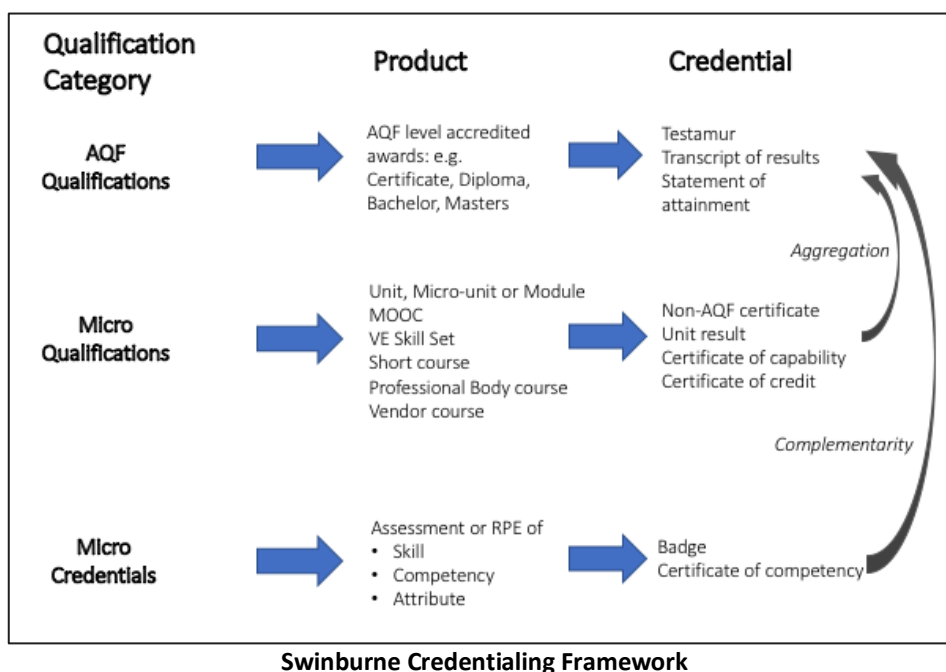 Qualification
Category
Product
Credential
AQF
Qualifications
AQF level accredited
awards: e.g.
Certificate, Diploma,
Bachelor, Masters
Testamur
Transcript of results
Statement of
attainment
Aggregation
Micro
Qualifications
Unit, Micro-unit or Module
MOOC
VE Skill Set
Short course
Professional Body course
Vendor course
Non-AQF certificate
Unit result
Certificate of capability
Certificate of credit
Complementarity
Micro
Credentials
Assessment or RPE of
• Skill
• Competency
• Attribute
Badge
Certificate of competency
Swinburne Credentialing Framework